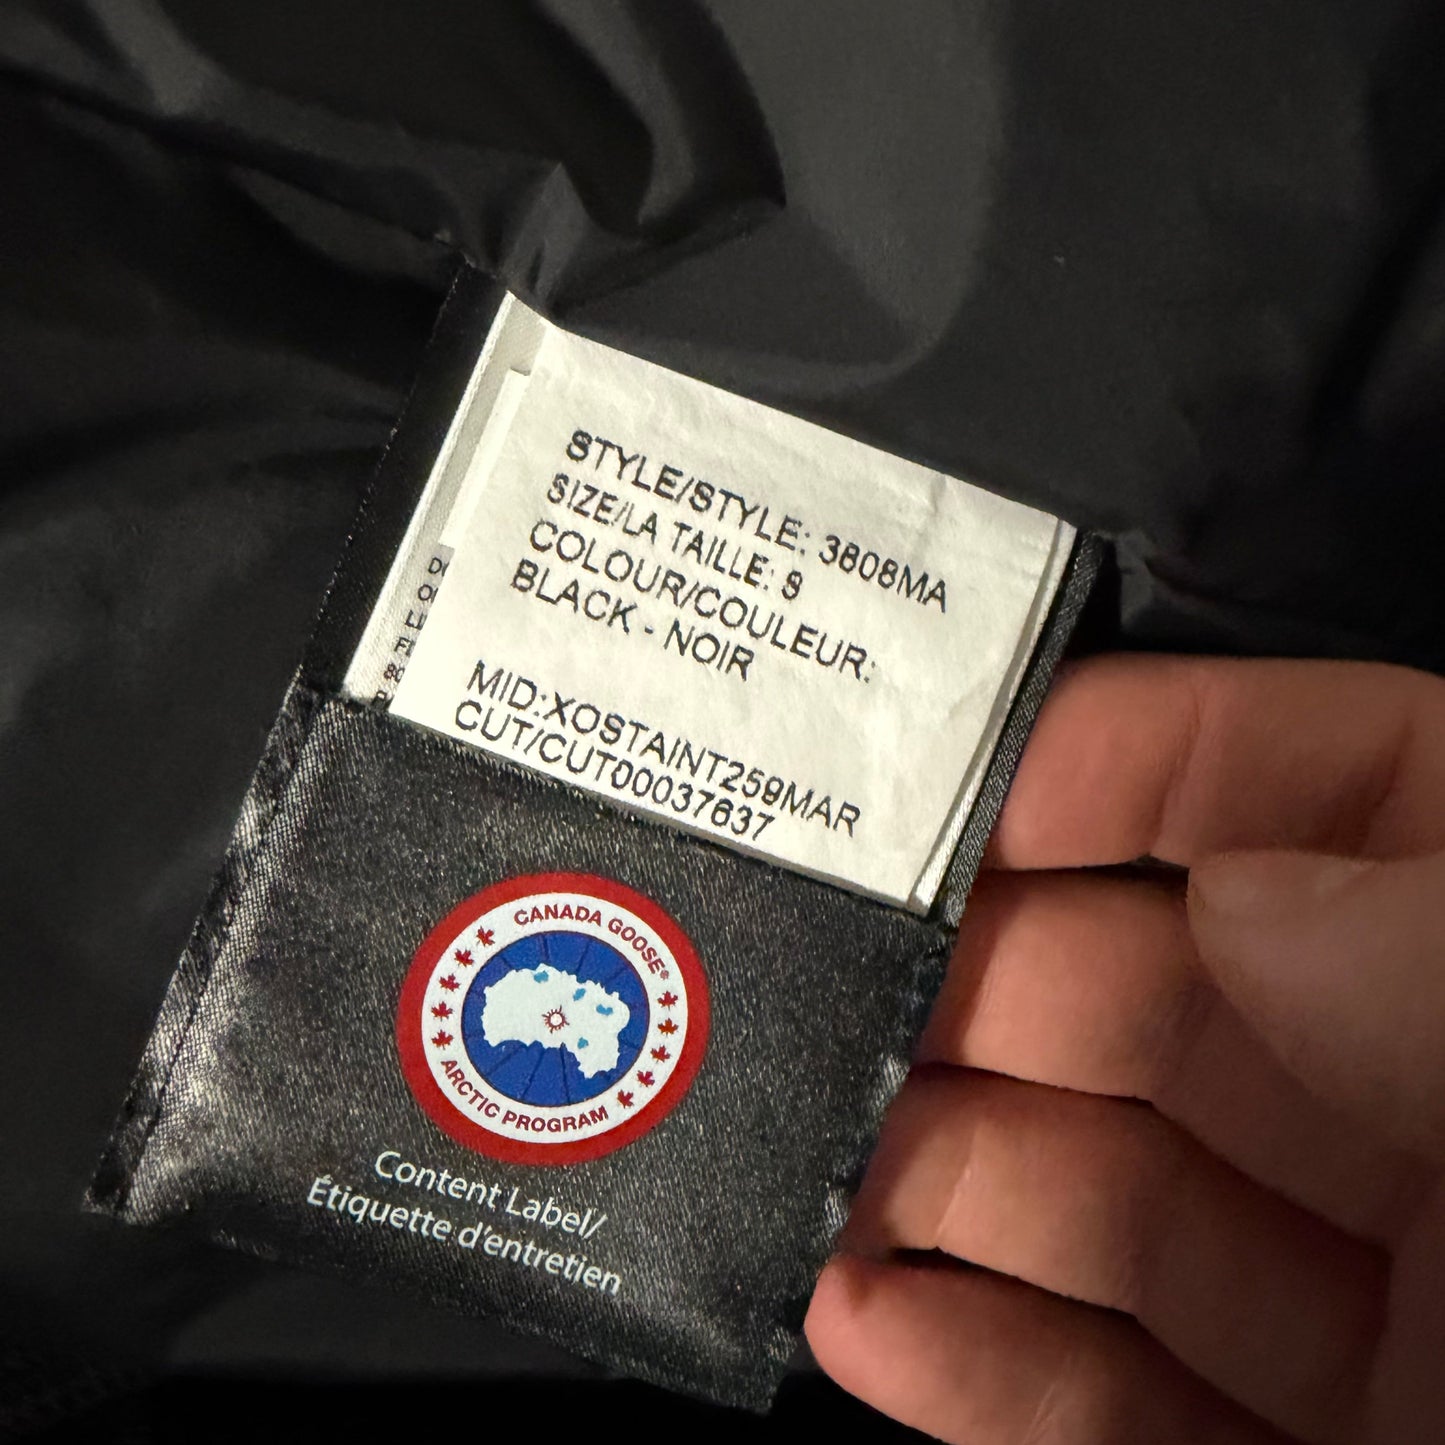 STYLE/STYLE: 3808MA
SIZE/LA TAILLE: S
COLOUR/COULEUR:
BLACK - NOIR
MID:XOSTAINT259MAR
CUT/CUT00037637
CANADA GOOSE®
ARCTIC PROGRAM
Content Label/
Étiquette d'entretien